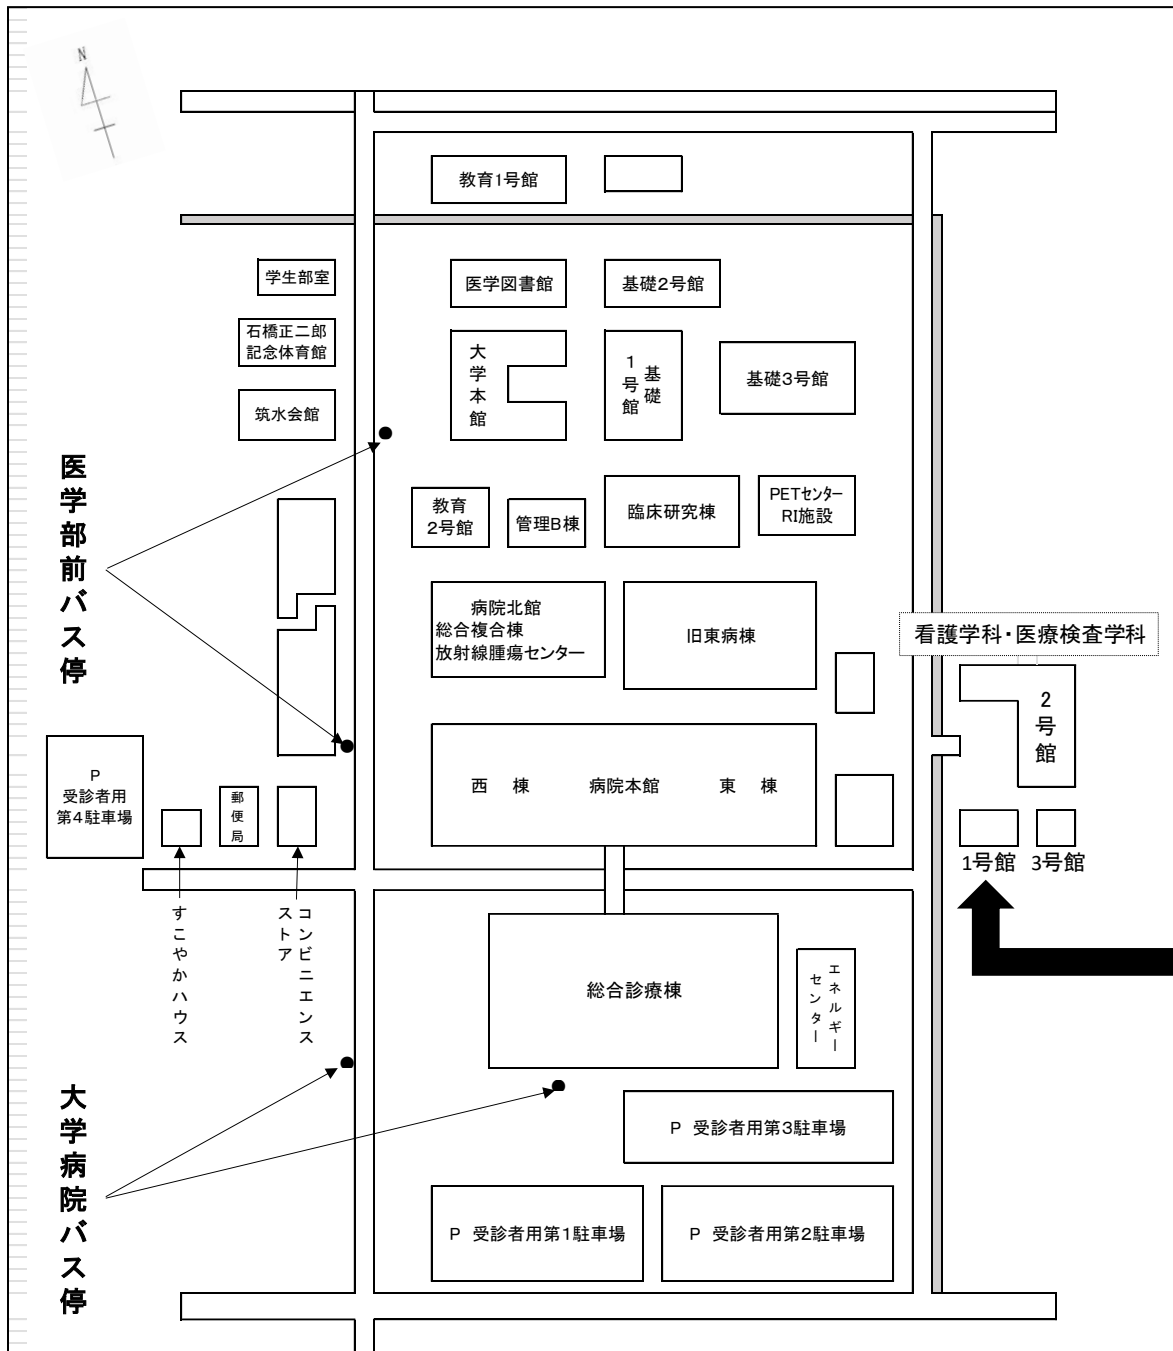 N
教育1号館
学生部室
医学図書館
基礎2号館
石橋正二郎
記念体育館
大学本館
基礎
1号館
基礎3号館
筑水会館
医学部前バス停
教育
2号館
管理B棟
臨床研究棟
PETセンター
RI施設
病院北館
総合複合棟
放射線腫瘍センター
旧東病棟
看護学科・医療検査学科
2号館
P
受診者用
第4駐車場
郵便局
西 棟 病院本館 東 棟
1号館 3号館
すこやかハウス
コンビニエンス
ストア
総合診療棟
エネルギー
センター
大学病院バス停
P 受診者用第3駐車場
P 受診者用第1駐車場
P 受診者用第2駐車場